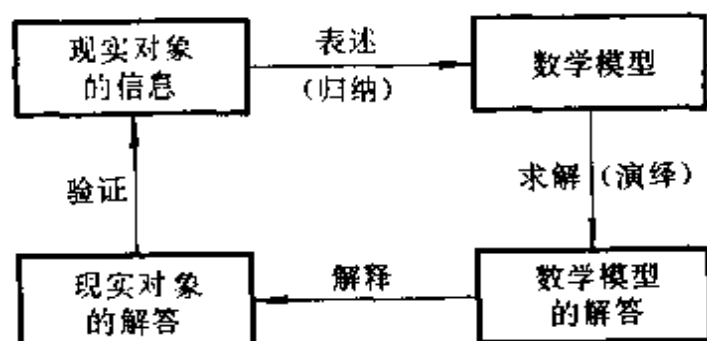 现实对象
的信息
表述
(归纳)
数学模型
验证
求解(演绎)
现实对象
的解答
解释
数学模型
的解答